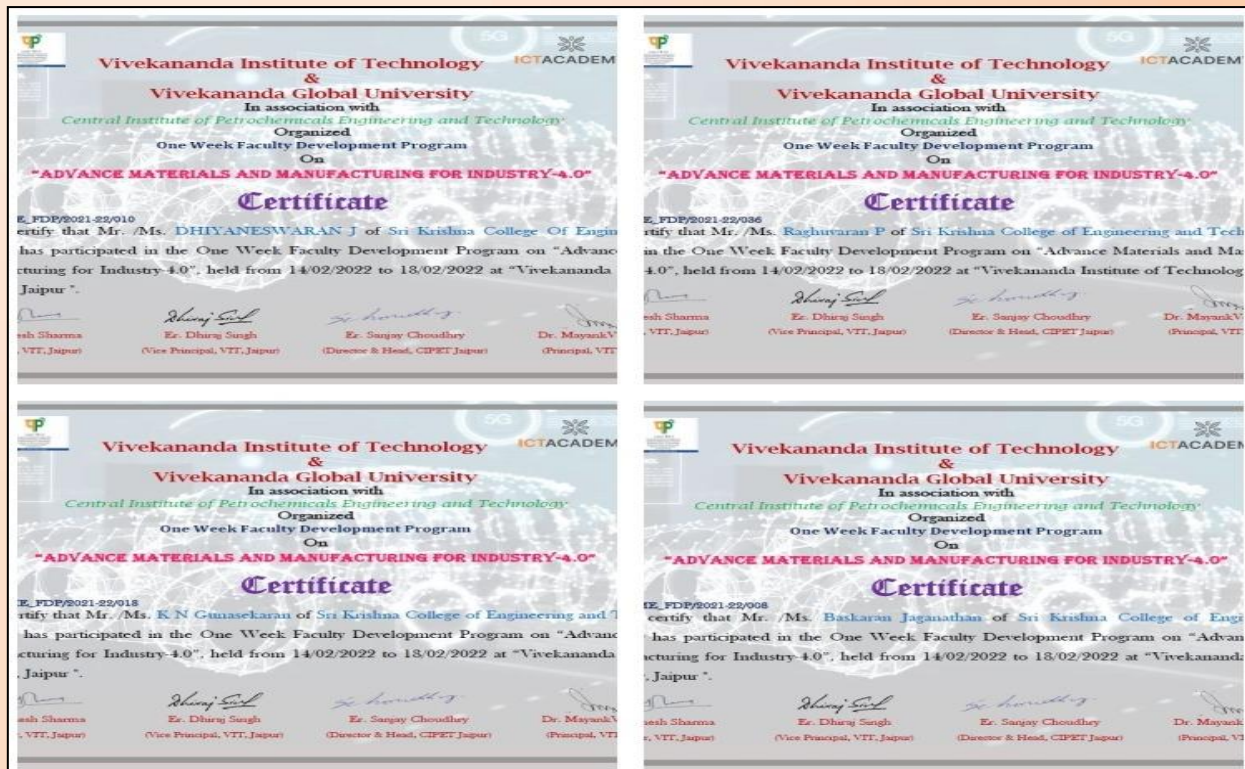 5G
ICTACADEM
Vivekananda Institute of Technology
&
Vivekananda Global University
In association with
Central Institute of Petrochemicals Engineering and Technology
Organized
One Week Faculty Development Program
On
"ADVANCE MATERIALS AND MANUFACTURING FOR INDUSTRY-4.0"
Certificate
E_FDP/2021-22/010
ertify that Mr. /Ms. DHIYANESWARAN J of Sri Krishna College Of Engin
has participated in the One Week Faculty Development Program on "Advanc
cturing for Industry-4.0", held from 14/02/2022 to 18/02/2022 at "Vivekananda
Jaipur ".
esh Sharma Er. Dhiraj Singh Er. Sanjay Choudhry Dr. MayankV
, VIT, Jaipur) (Vice Principal, VIT, Jaipur) (Director & Head, CIPET Jaipur) (Principal, VIT
5G
ICTACADEMY
Vivekananda Institute of Technology
&
Vivekananda Global University
In association with
Central Institute of Petrochemicals Engineering and Technology
Organized
One Week Faculty Development Program
On
"ADVANCE MATERIALS AND MANUFACTURING FOR INDUSTRY-4.0"
Certificate
E_FDP/2021-22/036
rtify that Mr. /Ms. Raghuvaran P of Sri Krishna College of Engineering and Tech
in the One Week Faculty Development Program on "Advance Materials and Ma
4.0", held from 14/02/2022 to 18/02/2022 at "Vivekananda Institute of Technolog
esh Sharma Er. Dhiraj Singh Er. Sanjay Choudhry Dr. MayankV
, VIT, Jaipur) (Vice Principal, VIT, Jaipur) (Director & Head, CIPET Jaipur) (Principal, VIT
5G
ICTACADEM
Vivekananda Institute of Technology
&
Vivekananda Global University
In association with
Central Institute of Petrochemicals Engineering and Technology
Organized
One Week Faculty Development Program
On
"ADVANCE MATERIALS AND MANUFACTURING FOR INDUSTRY-4.0"
Certificate
E_FDP/2021-22/018
rtify that Mr. /Ms. K N Gunasekaran of Sri Krishna College of Engineering and T
has participated in the One Week Faculty Development Program on "Advanc
cturing for Industry-4.0", held from 14/02/2022 to 18/02/2022 at "Vivekananda
, Jaipur ".
esh Sharma Er. Dhiraj Singh Er. Sanjay Choudhry Dr. MayankV
, VIT, Jaipur) (Vice Principal, VIT, Jaipur) (Director & Head, CIPET Jaipur) (Principal, VIT
5G
ICTACADEM
Vivekananda Institute of Technology
&
Vivekananda Global University
In association with
Central Institute of Petrochemicals Engineering and Technology
Organized
One Week Faculty Development Program
On
"ADVANCE MATERIALS AND MANUFACTURING FOR INDUSTRY-4.0"
Certificate
IE_FDP/2021-22/008
certify that Mr. /Ms. Baskaran Jaganathan of Sri Krishna College of Engi
has participated in the One Week Faculty Development Program on "Advan
acturing for Industry-4.0", held from 14/02/2022 to 18/02/2022 at "Vivekananda
, Jaipur ".
esh Sharma Er. Dhiraj Singh Er. Sanjay Choudhry Dr. Mayank
r, VIT, Jaipur) (Vice Principal, VIT, Jaipur) (Director & Head, CIPET Jaipur) (Principal, VI